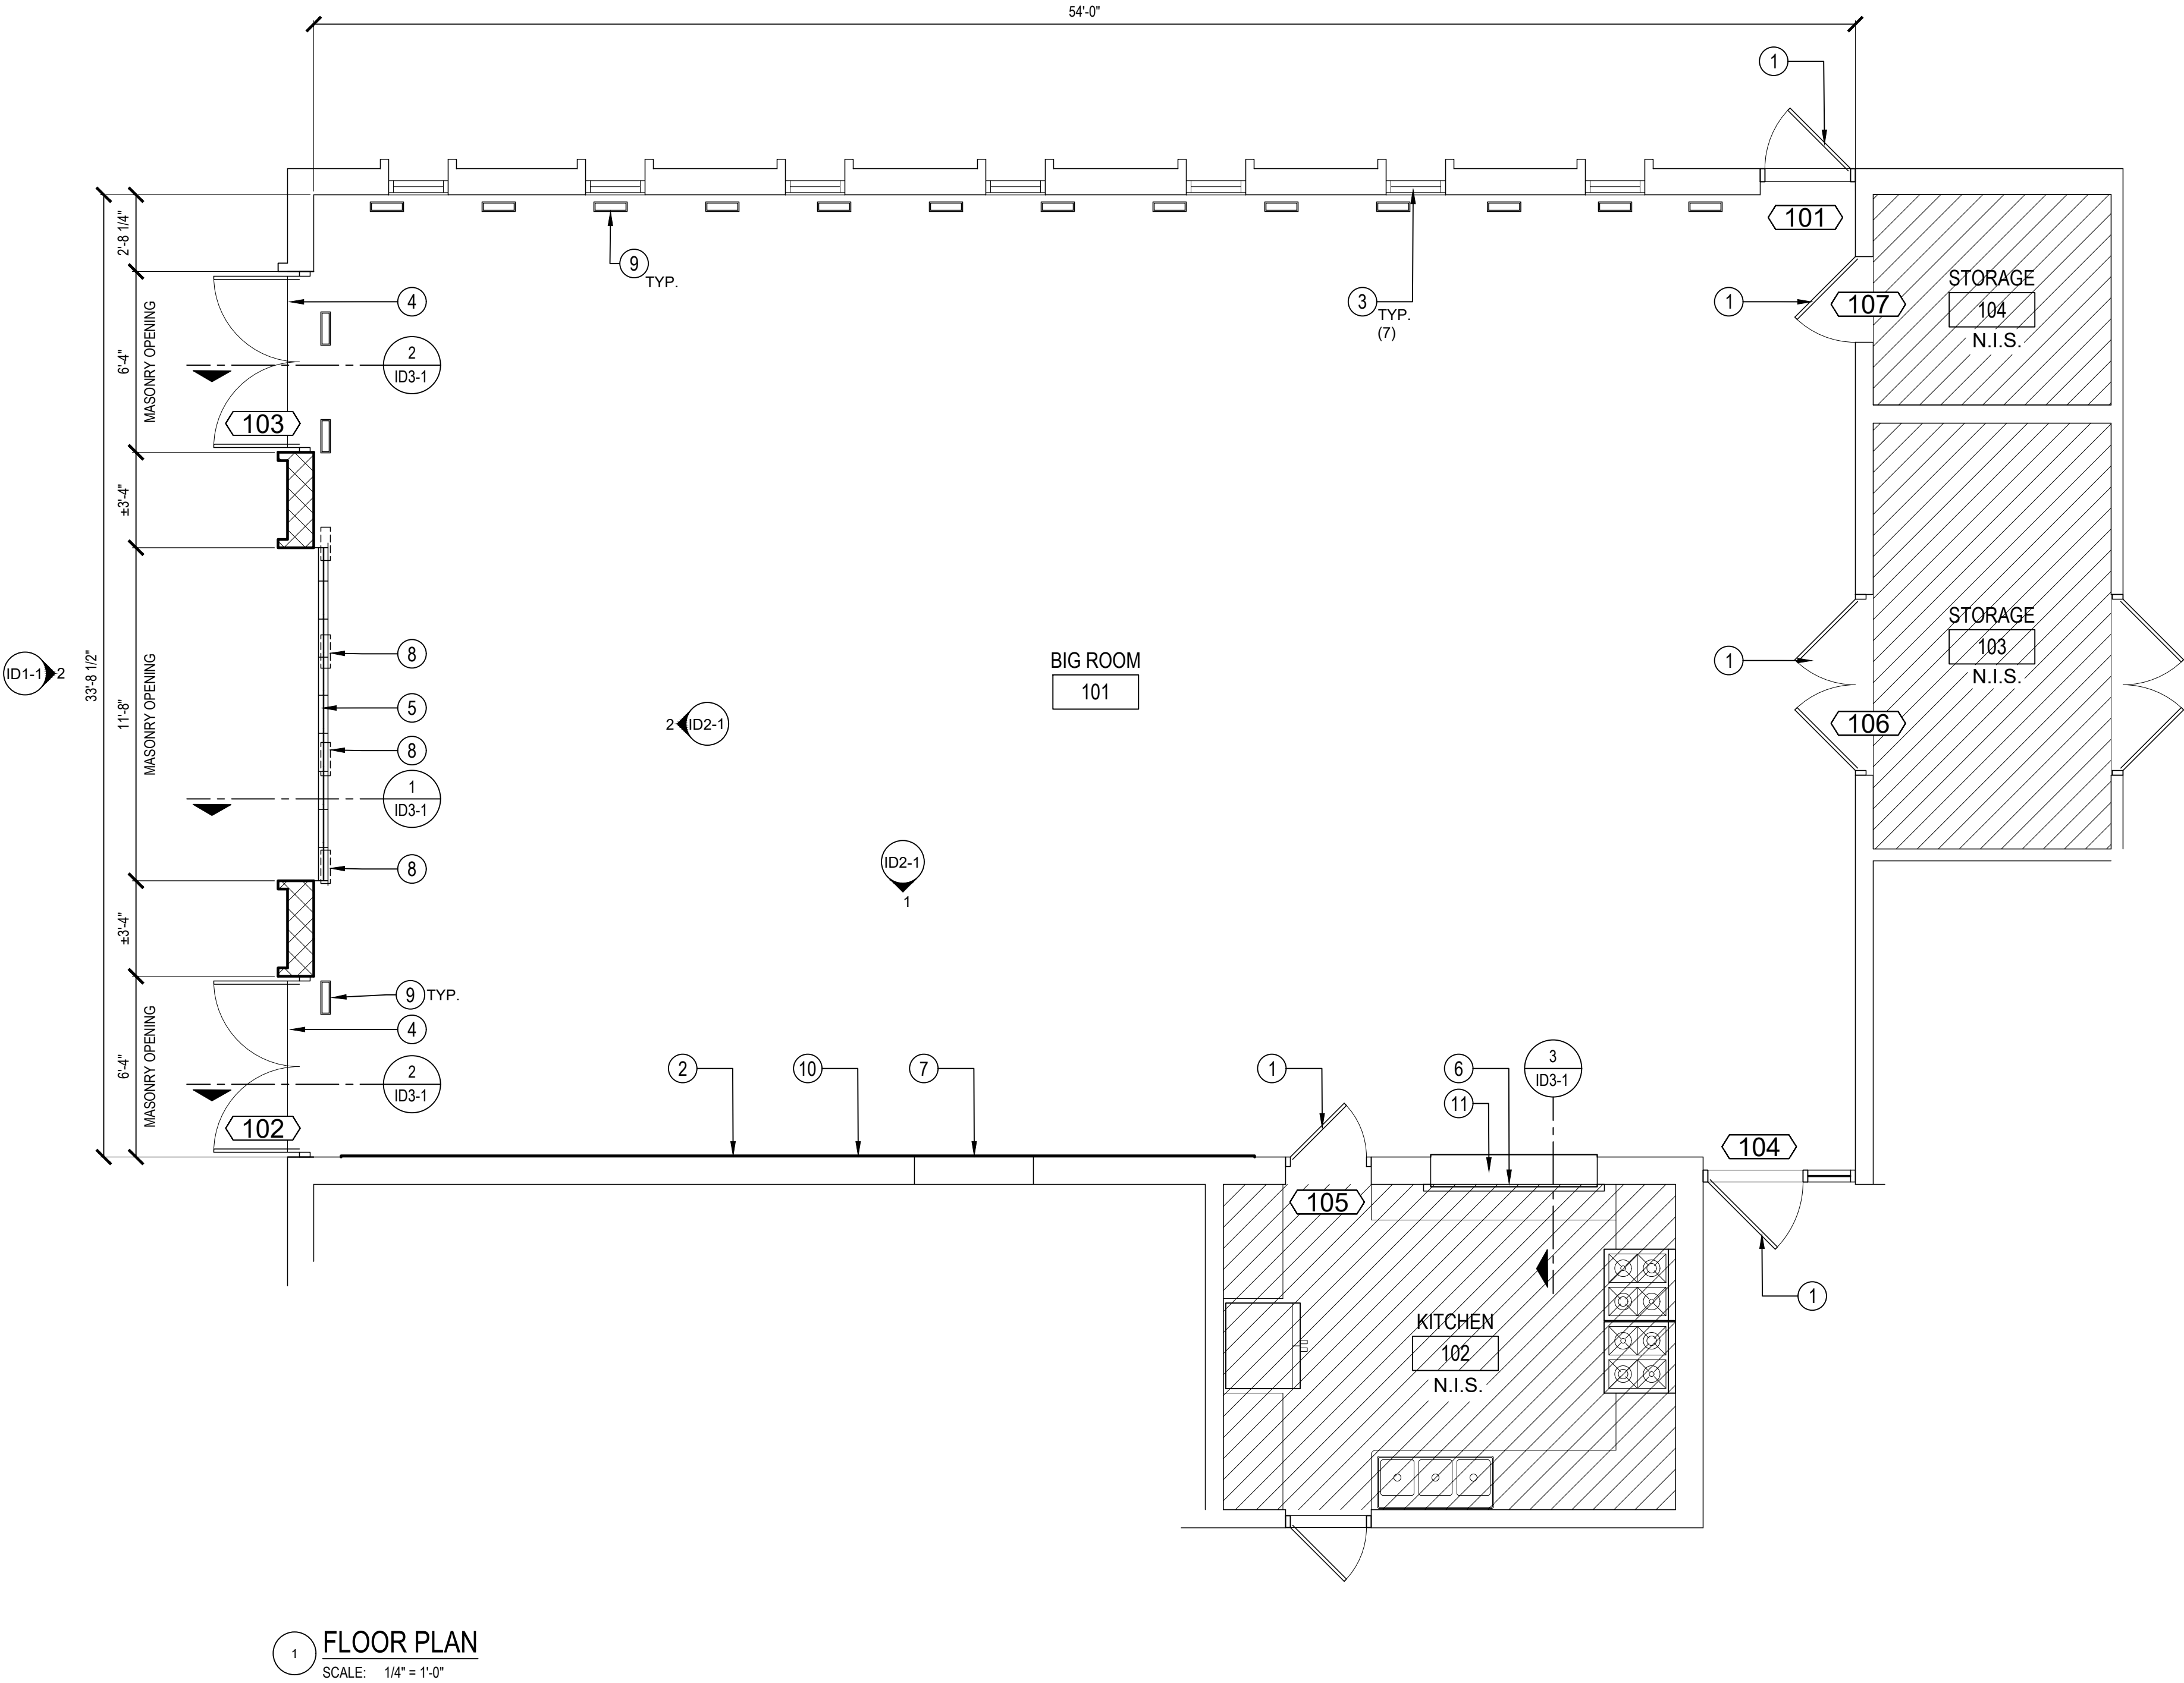 54'-0"
1
101
2'-8 1/4"
9
TYP.
3
TYP.
(7)
4
1
107
STORAGE
104
N.I.S.
6'-4"
MASONRY OPENING
2
ID3-1
103
±3'-4"
33'-8 1/2"
11'-8"
MASONRY OPENING
ID1-1
2
8
5
8
1
ID3-1
8
2
ID2-1
BIG ROOM
101
1
STORAGE
103
N.I.S.
106
ID2-1
1
±3'-4"
9
TYP.
4
6'-4"
MASONRY OPENING
2
ID3-1
102
2
10
7
1
6
11
3
ID3-1
104
105
1
KITCHEN
102
N.I.S.
1
FLOOR PLAN
SCALE: 1/4" = 1'-0"